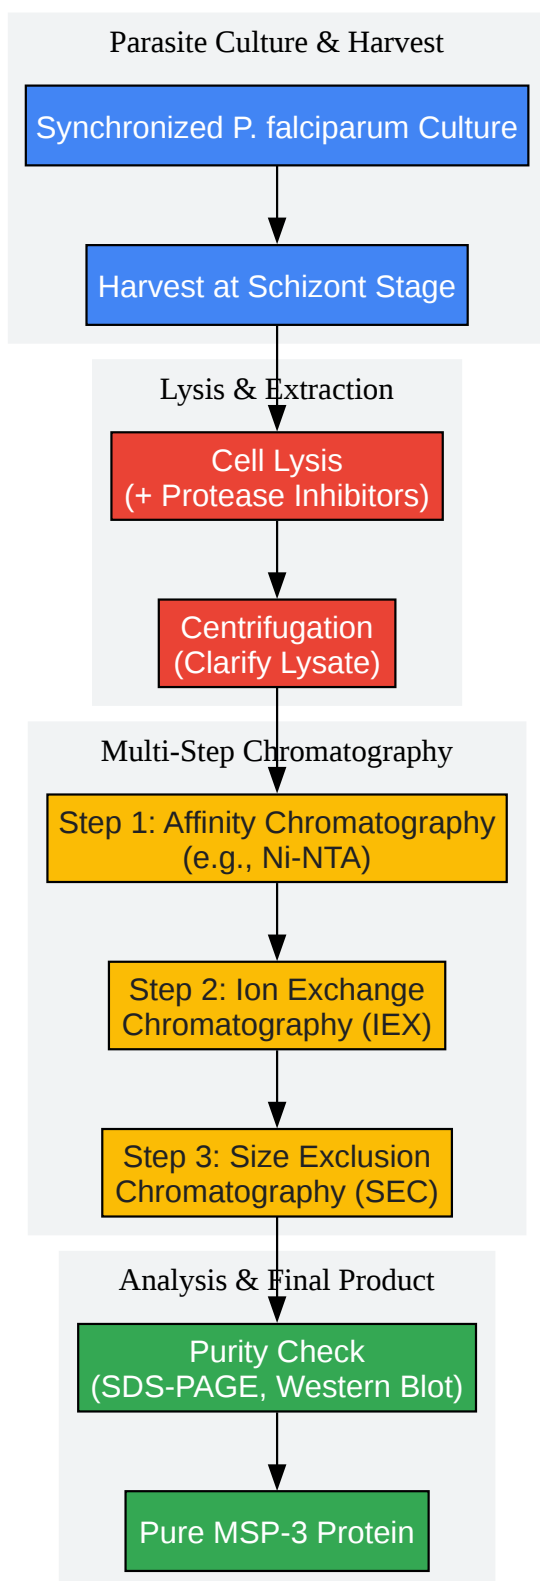 Parasite Culture & Harvest
Synchronized P. falciparum Culture
Harvest at Schizont Stage
Lysis & Extraction
Cell Lysis
(+ Protease Inhibitors)
Centrifugation
(Clarify Lysate)
Multi-Step Chromatography
Step 1: Affinity Chromatography
(e.g., Ni-NTA)
Step 2: Ion Exchange
Chromatography (IEX)
Step 3: Size Exclusion
Chromatography (SEC)
Analysis & Final Product
Purity Check
(SDS-PAGE, Western Blot)
Pure MSP-3 Protein